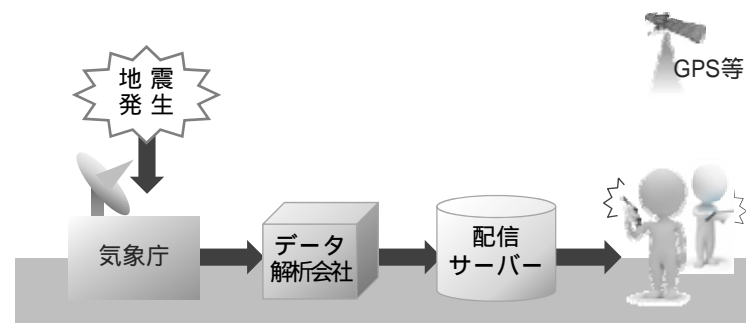 GPS等
地震
発生
気象庁
データ
解析会社
配信
サーバー